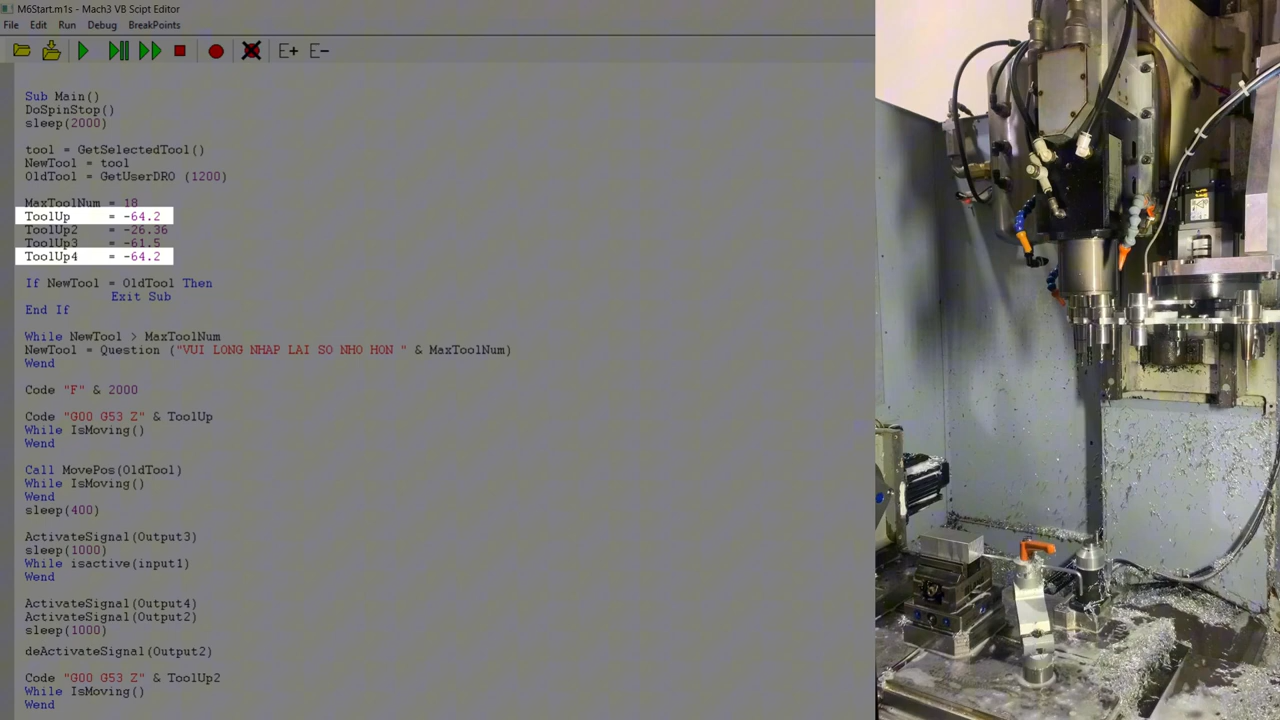 M6Start.m1s - Mach3 VB Scipt Editor
File Edit Run Debug BreakPoints
E+ E−
Sub Main()
DoSpinStop()
sleep(2000)
tool = GetSelectedTool()
NewTool = tool
OldTool = GetUserDRO (1200)
MaxToolNum = 18
ToolUp = -64.2
ToolUp2 = -26.36
ToolUp3 = -61.5
ToolUp4 = -64.2
If NewTool = OldTool Then
Exit Sub
End If
While NewTool > MaxToolNum
NewTool = Question ("VUI LONG NHAP LAI SO NHO HON " & MaxToolNum)
Wend
Code "F" & 2000
Code "G00 G53 Z" & ToolUp
While IsMoving()
Wend
Call MovePos(OldTool)
While IsMoving()
Wend
sleep(400)
ActivateSignal(Output3)
sleep(1000)
While isactive(input1)
Wend
ActivateSignal(Output4)
ActivateSignal(Output2)
sleep(1000)
deActivateSignal(Output2)
Code "G00 G53 Z" & ToolUp2
While IsMoving()
Wend